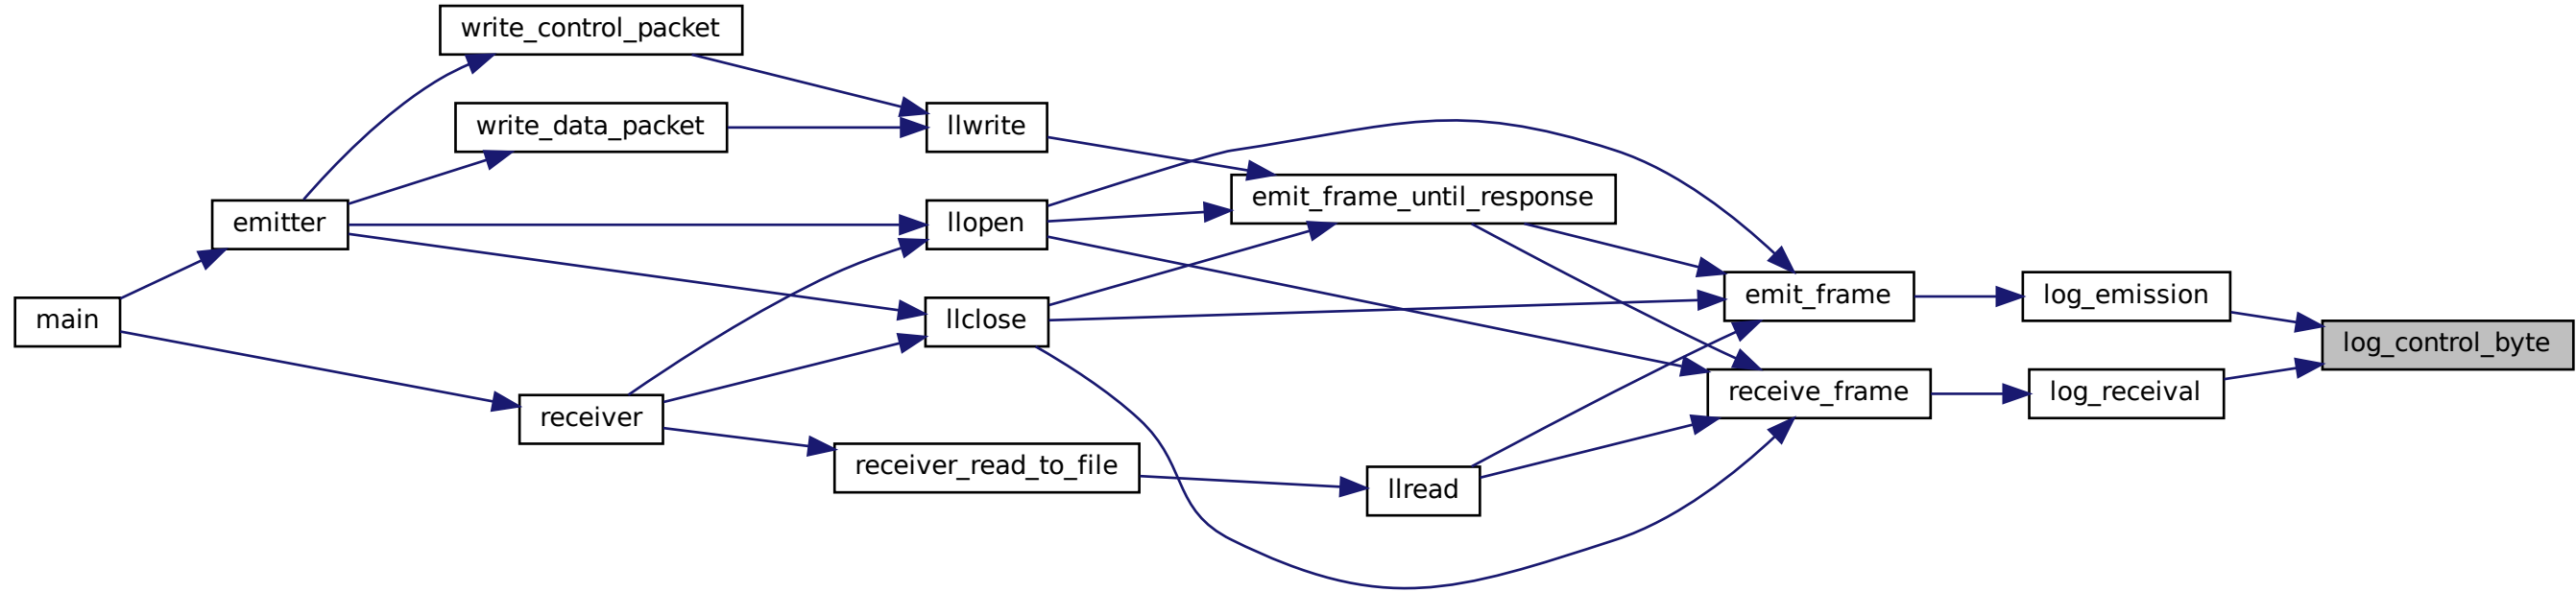 write_control_packet
write_data_packet
llwrite
emit_frame_until_response
emitter
llopen
emit_frame
log_emission
main
llclose
log_control_byte
receiver
receive_frame
log_receival
receiver_read_to_file
llread